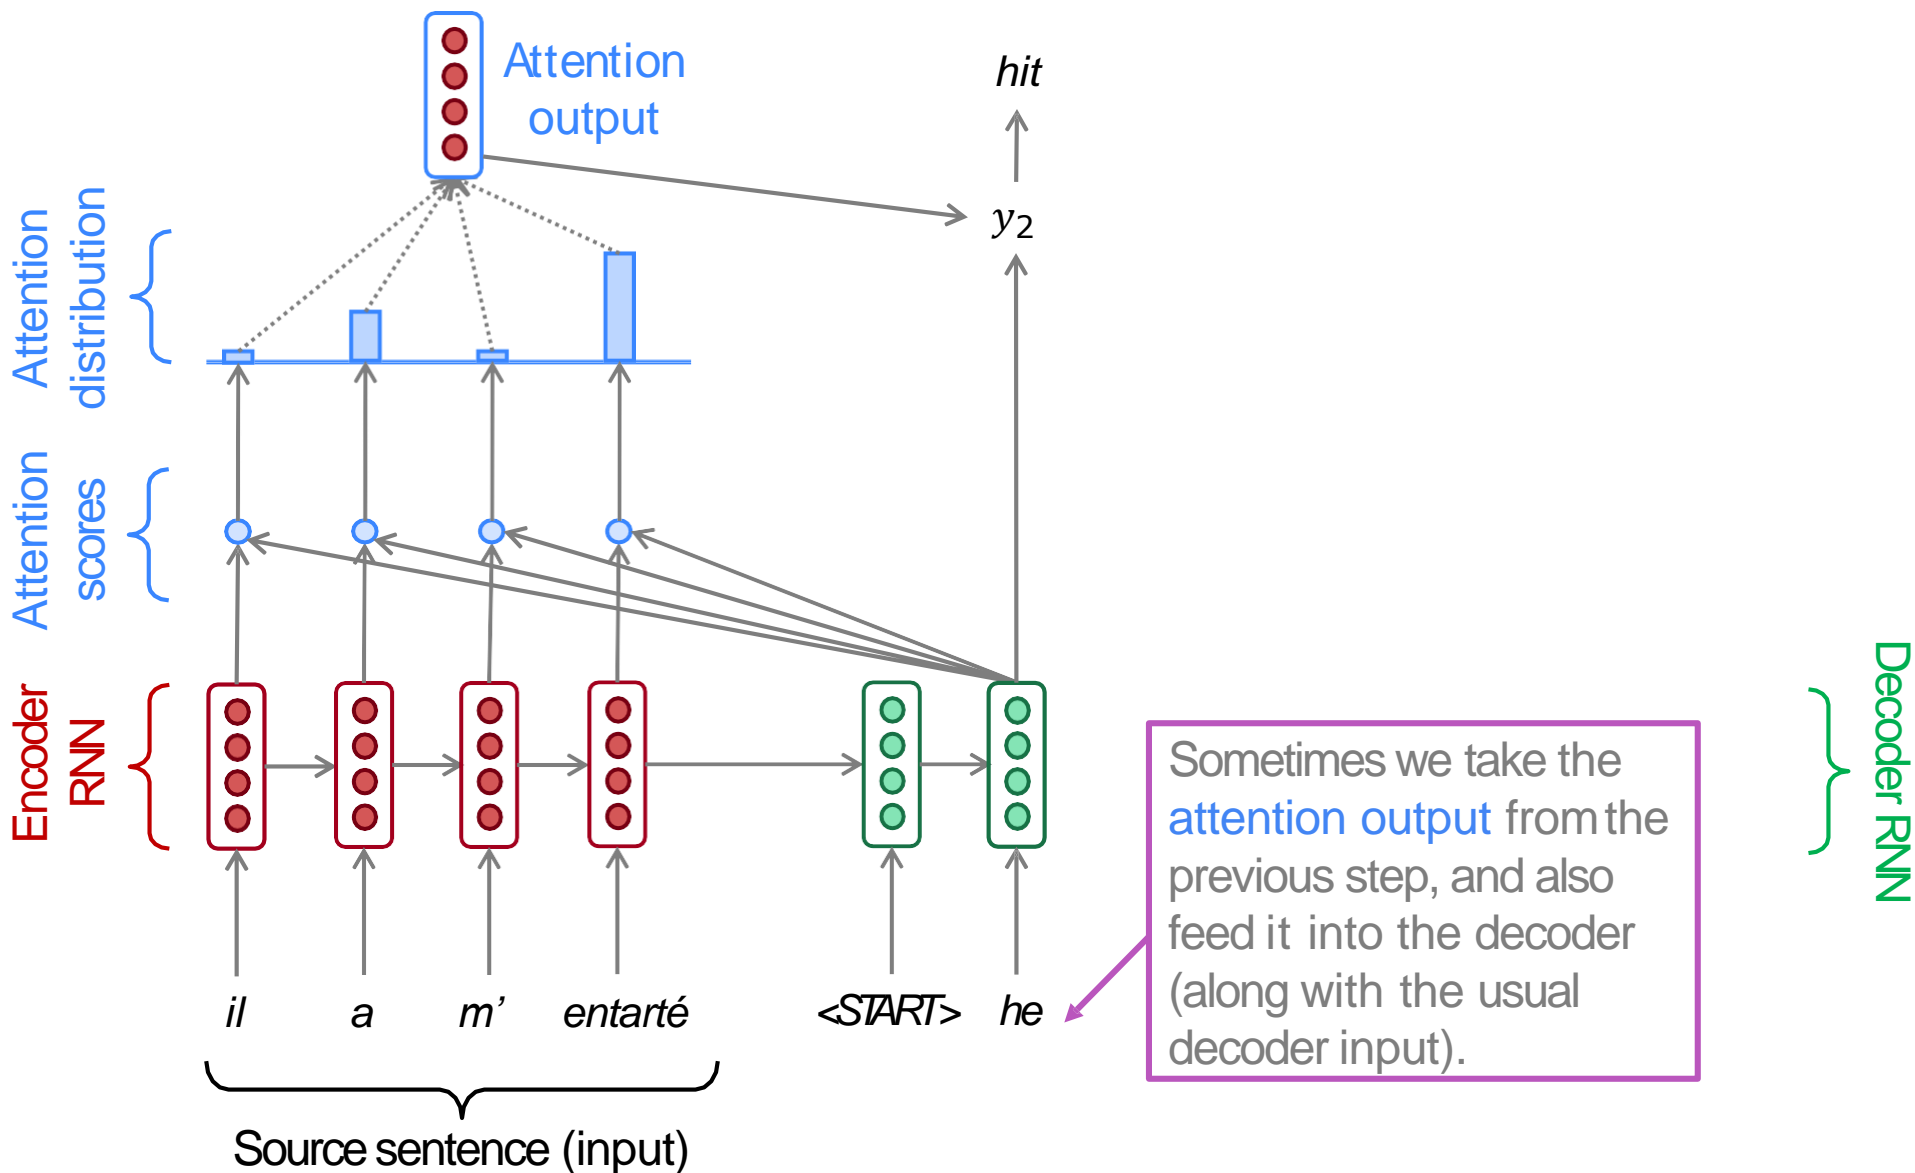 Attention
output
hit
y₂
Attention
distribution
Attention
scores
Encoder
RNN
Decoder RNN
Sometimes we take the
attention output from the
previous step, and also
feed it into the decoder
(along with the usual
decoder input).
il a m’ entarté <START> he
Source sentence (input)